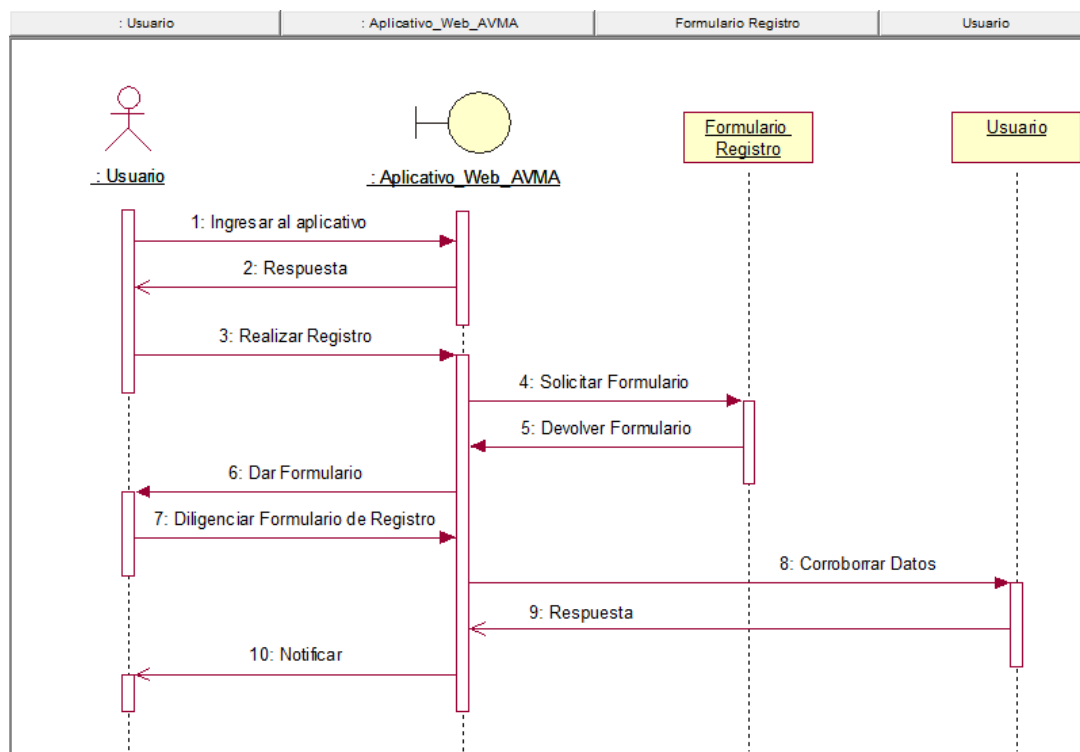 : Usuario
: Aplicativo_Web_AVMA
Formulario Registro
Usuario
: Usuario
: Aplicativo_Web_AVMA
Formulario
Registro
Usuario
1: Ingresar al aplicativo
2: Respuesta
3: Realizar Registro
4: Solicitar Formulario
5: Devolver Formulario
6: Dar Formulario
7: Diligenciar Formulario de Registro
8: Corroborrar Datos
9: Respuesta
10: Notificar